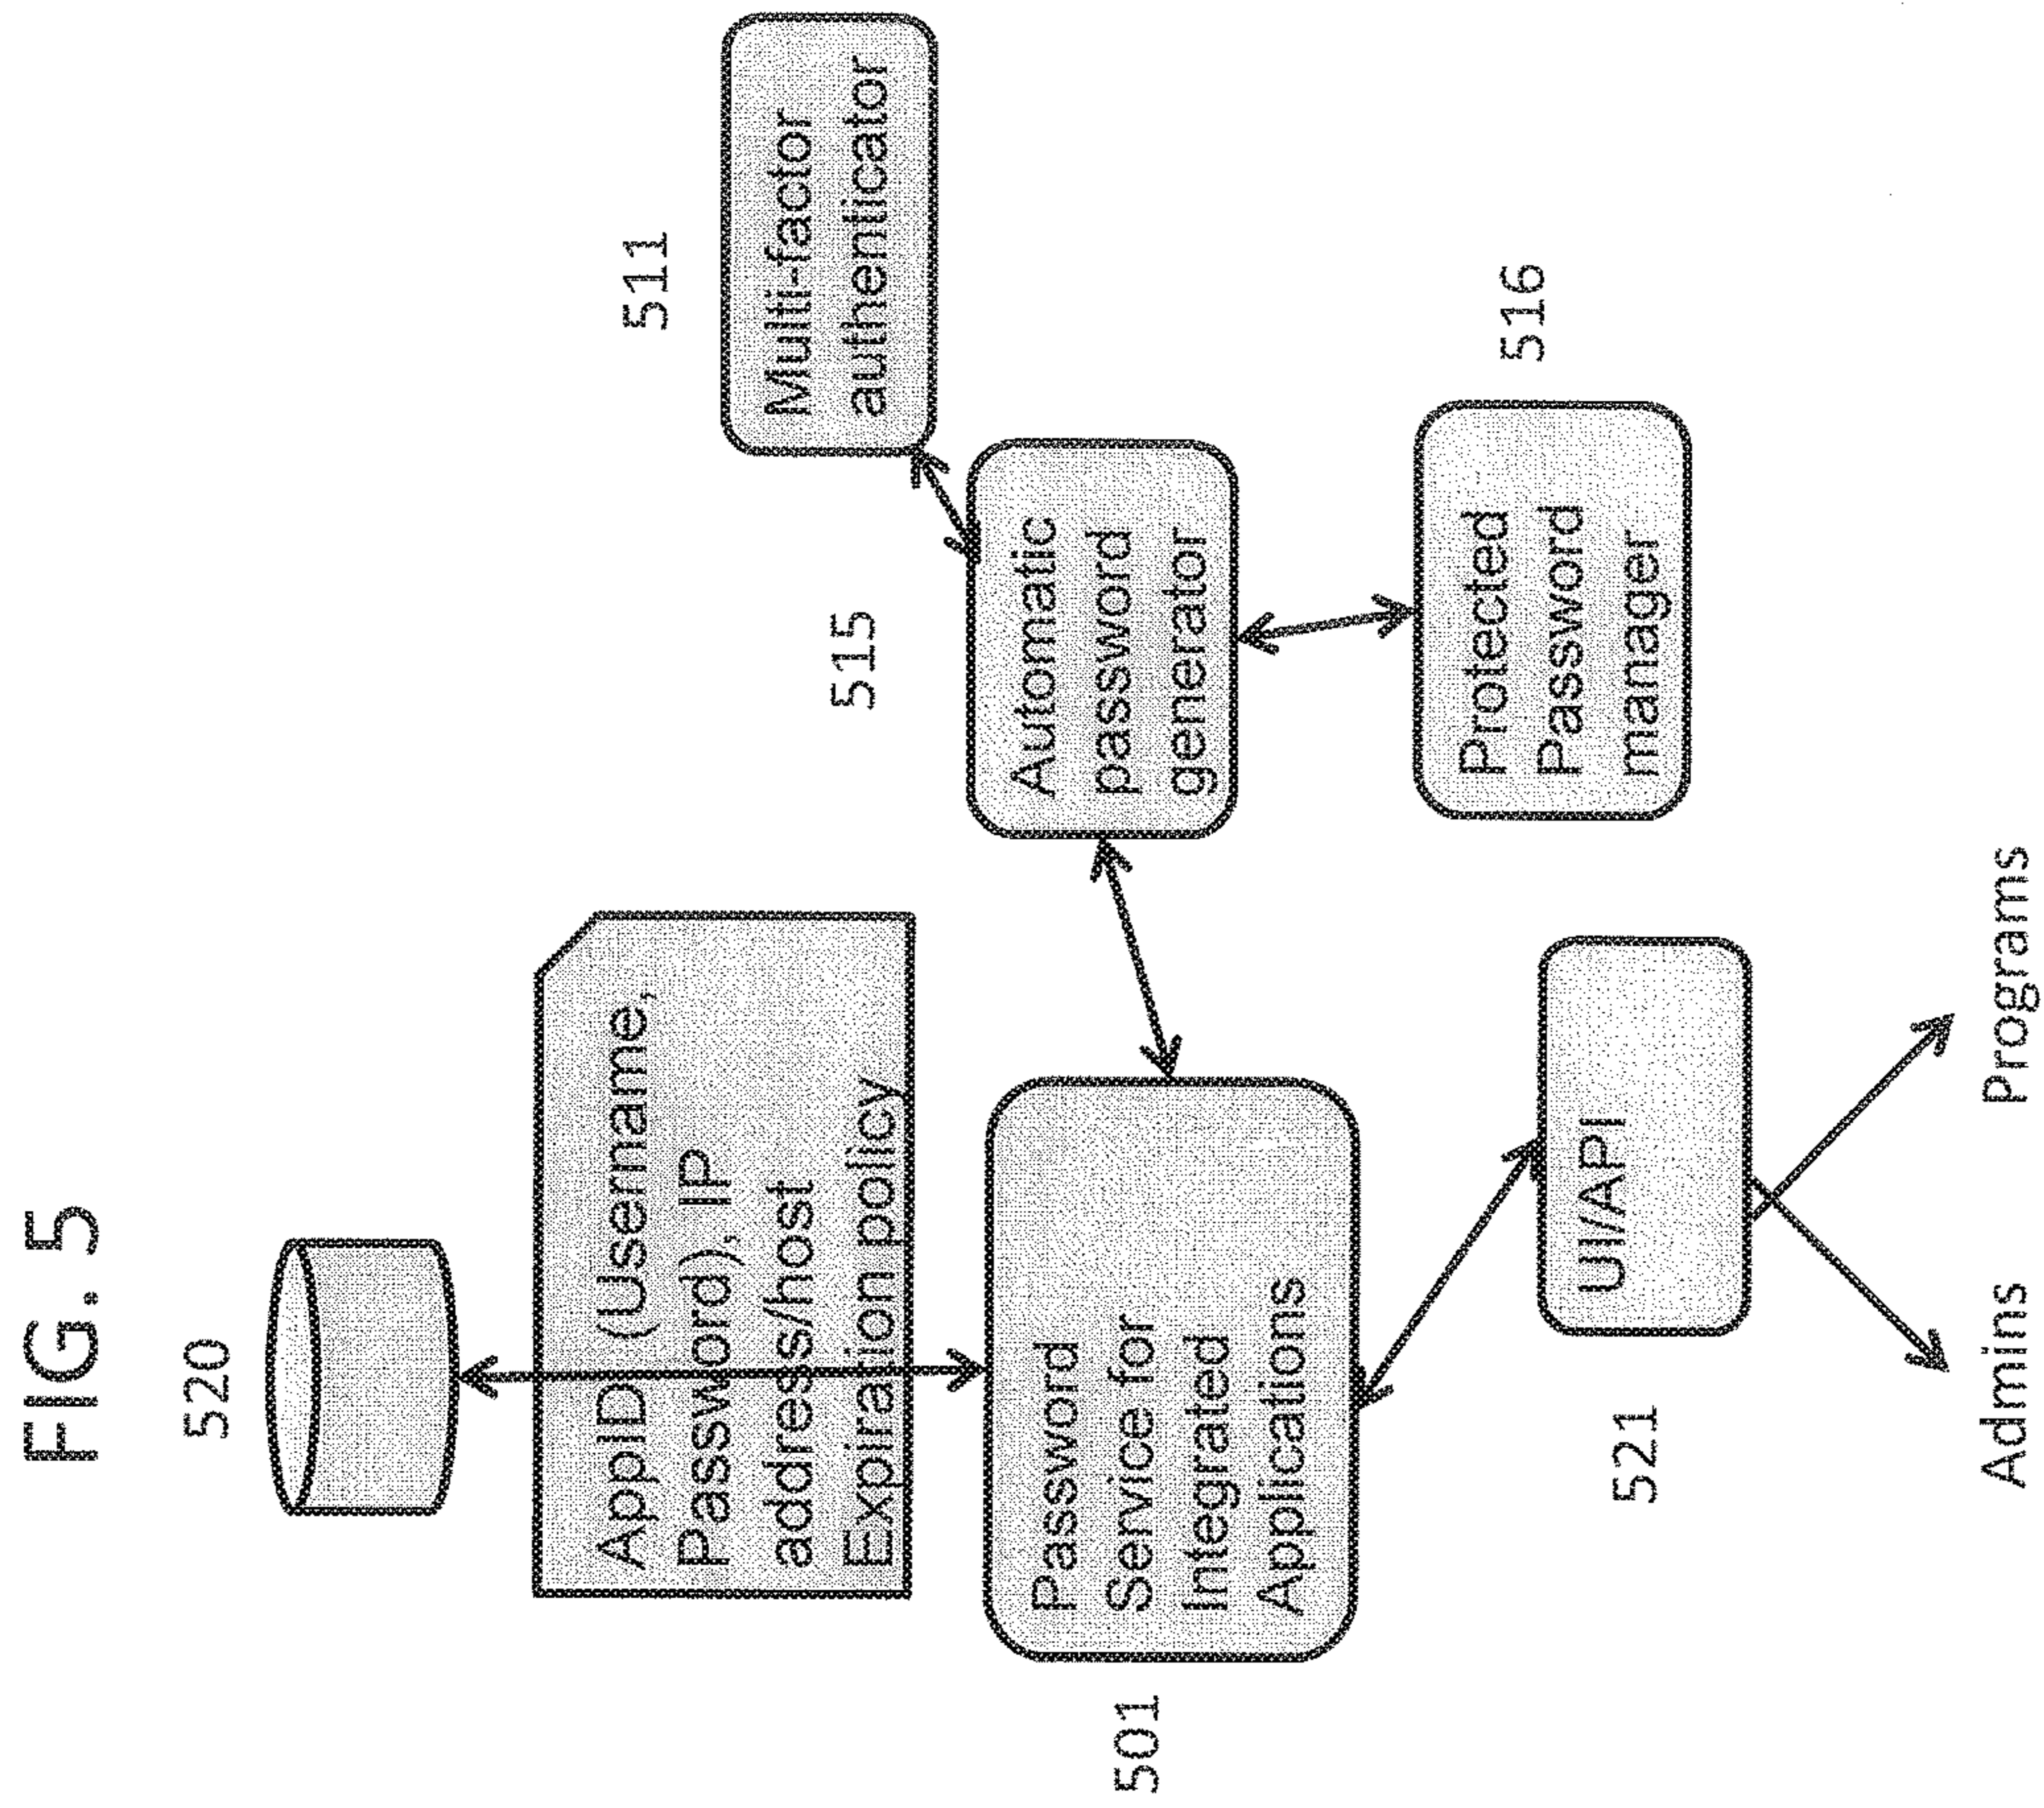 FIG. 5
520
AppID (Username,
Password), IP
address/host
Expiration policy
501
Password
Service for
Integrated
Applications
515
Automatic
password
generator
511
Multi-factor
authenticator
516
Protected
Password
manager
521
UI/API
Admins
Programs